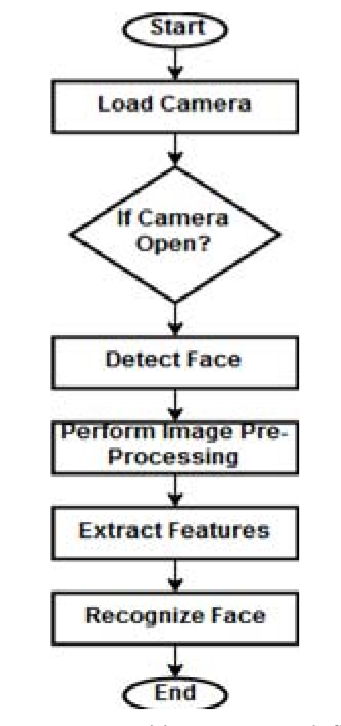 Start
Load Camera
If Camera
Open?
Detect Face
Perform Image Pre-
Processing
Extract Features
Recognize Face
End